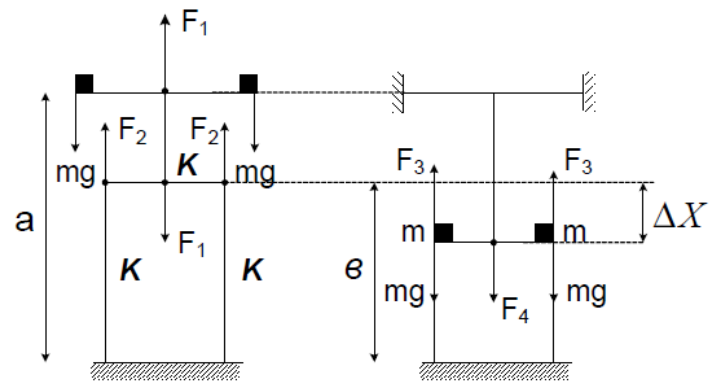 F₁
F₂ F₂ F₃ F₃
mg K mg
ΔX
a F₁ m m
K K в mg mg
F₄